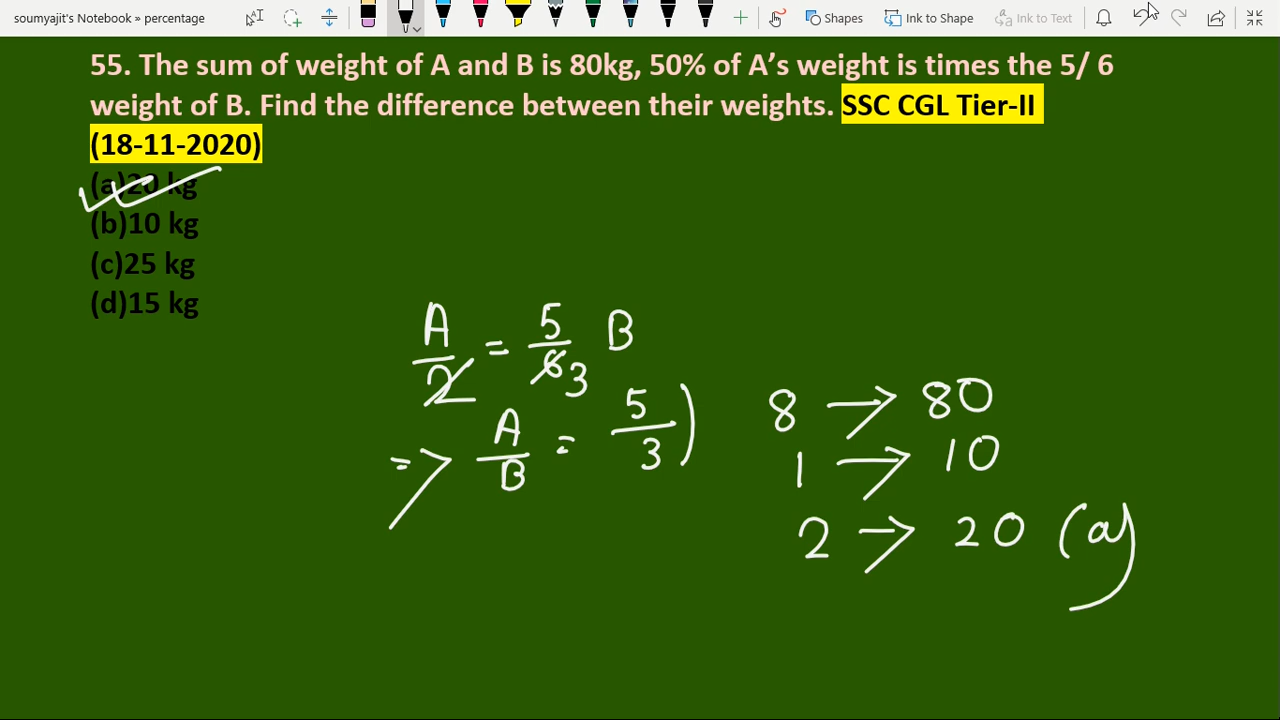 soumyajit's Notebook » percentage
Shapes
Ink to Shape
Ink to Text
55. The sum of weight of A and B is 80kg, 50% of A's weight is times the 5/ 6
weight of B. Find the difference between their weights. SSC CGL Tier-II
(18-11-2020)
(a)20 kg
(b)10 kg
(c)25 kg
(d)15 kg
A/2 = 5/6 3 B
=> A/B = 5/3)
8 → 80
1 → 10
2 → 20 (a)